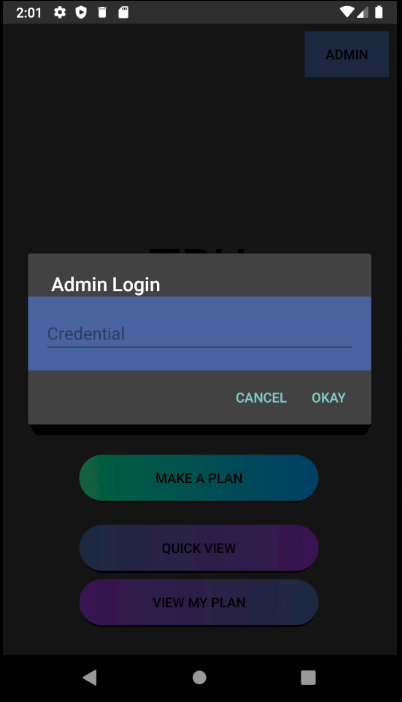 2:01
ADMIN
Admin Login
Credential
CANCEL OKAY
MAKE A PLAN
QUICK VIEW
VIEW MY PLAN